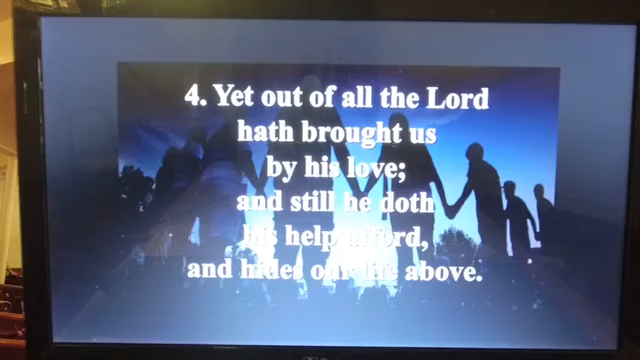 4. Yet out of all the Lord
hath brought us
by his love;
and still he doth
his help afford,
and hides our life above.